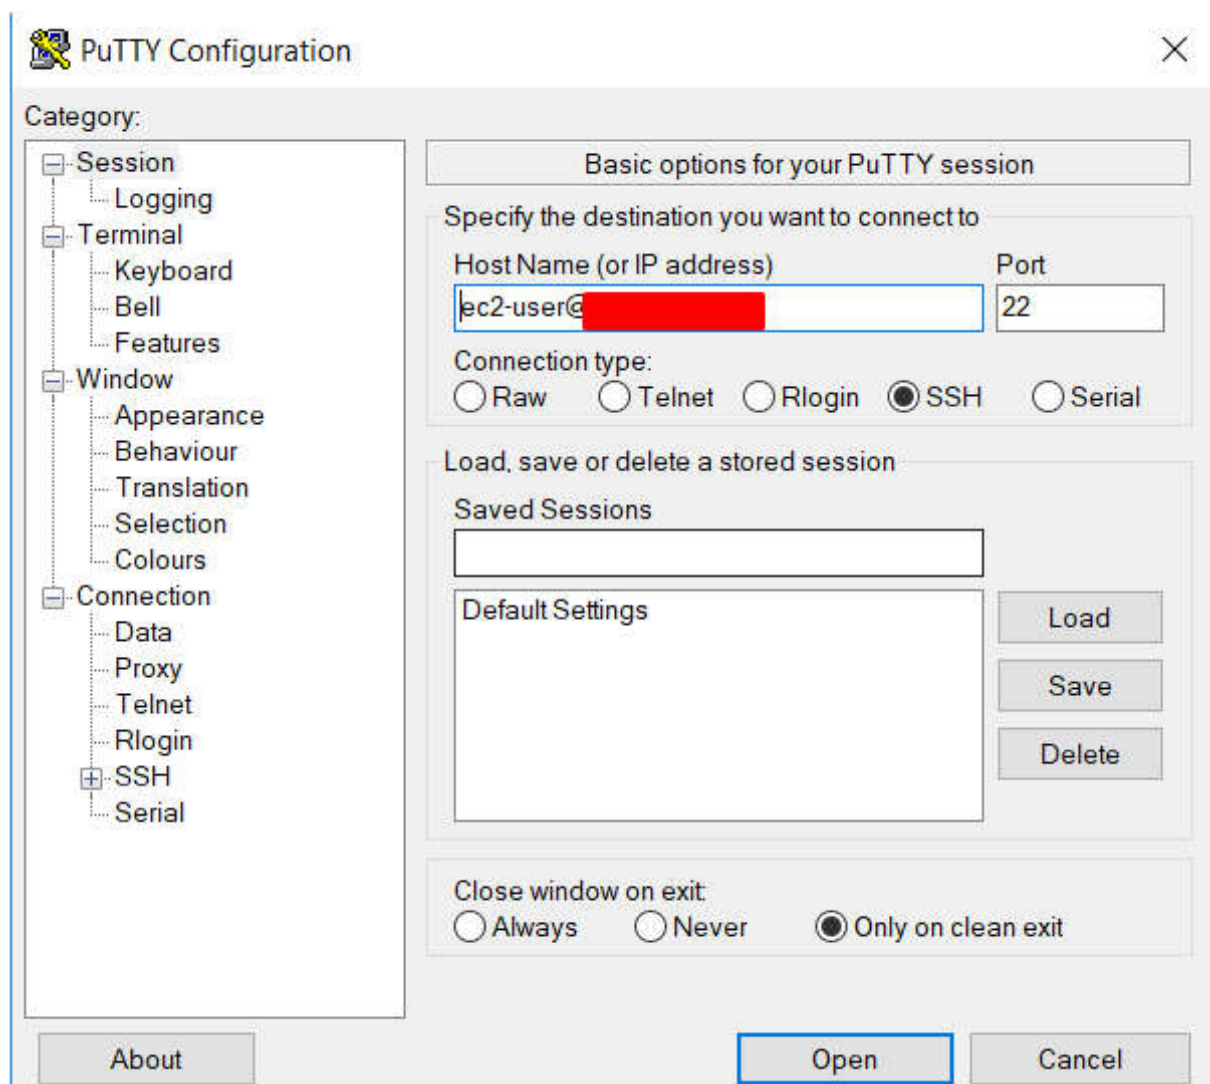 PuTTY Configuration
Category:
Session
Logging
Terminal
Keyboard
Bell
Features
Window
Appearance
Behaviour
Translation
Selection
Colours
Connection
Data
Proxy
Telnet
Rlogin
SSH
Serial
Basic options for your PuTTY session
Specify the destination you want to connect to
Host Name (or IP address) Port
ec2-user@ 22
Connection type:
Raw Telnet Rlogin SSH Serial
Load, save or delete a stored session
Saved Sessions
Default Settings
Load
Save
Delete
Close window on exit:
Always Never Only on clean exit
About Open Cancel